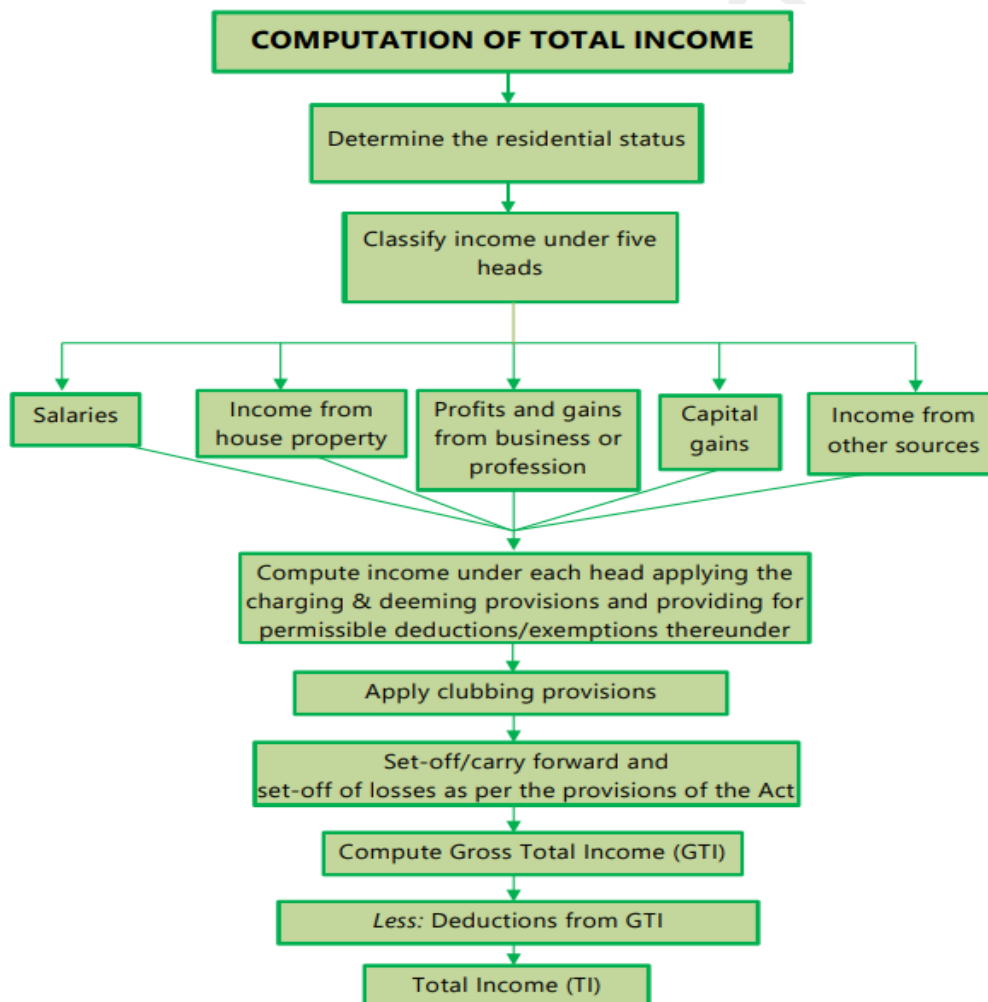 COMPUTATION OF TOTAL INCOME
Determine the residential status
Classify income under five
heads
Salaries
Income from
house property
Profits and gains
from business or
profession
Capital
gains
Income from
other sources
Compute income under each head applying the
charging & deeming provisions and providing for
permissible deductions/exemptions thereunder
Apply clubbing provisions
Set-off/carry forward and
set-off of losses as per the provisions of the Act
Compute Gross Total Income (GTI)
Less: Deductions from GTI
Total Income (TI)